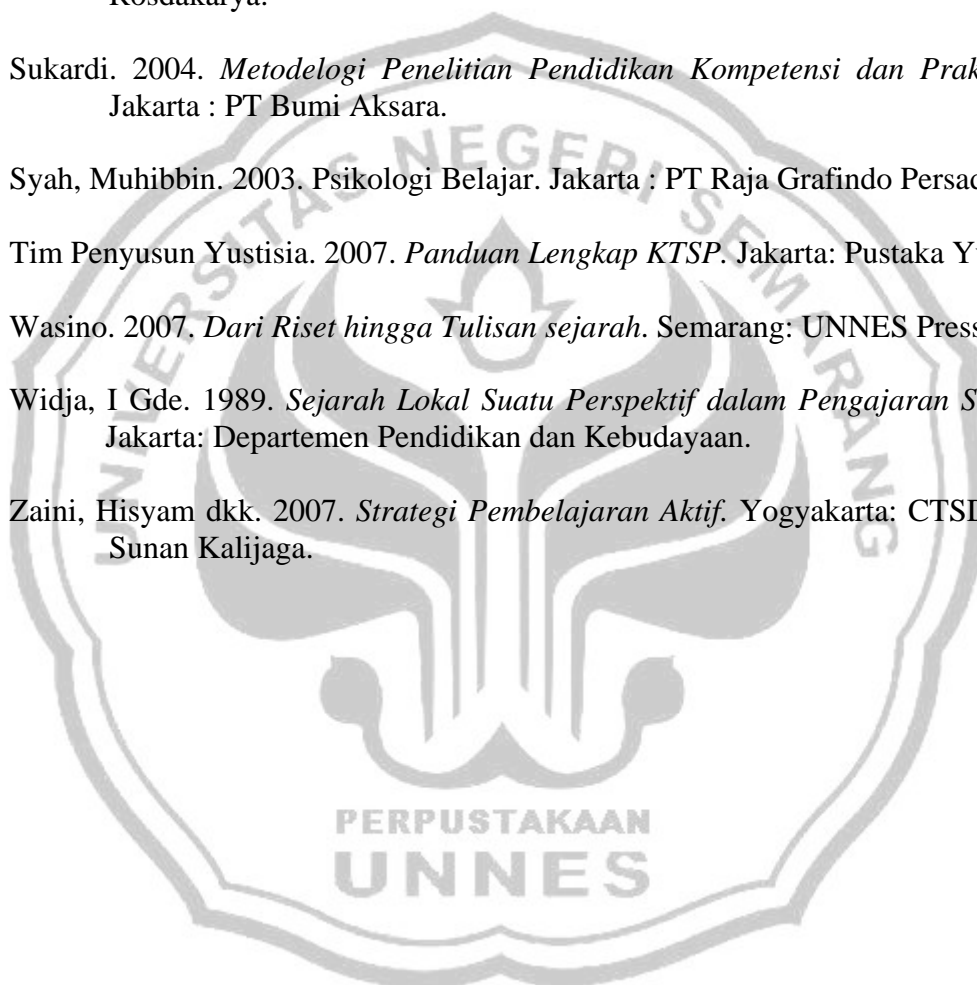 Rosdakarya.
Sukardi. 2004. Metodelogi Penelitian Pendidikan Kompetensi dan
Jakarta : PT Bumi Aksara.
Syah, Muhibbin. 2003. Psikologi Belajar. Jakarta : PT Raja Grafindo
Tim Penyusun Yustisia. 2007. Panduan Lengkap KTSP. Jakarta: Pustaka
Wasino. 2007. Dari Riset hingga Tulisan sejarah. Semarang: UNNES Press
Widja, I Gde. 1989. Sejarah Lokal Suatu Perspektif dalam Pengajaran
Jakarta: Departemen Pendidikan dan Kebudayaan.
Zaini, Hisyam dkk. 2007. Strategi Pembelajaran Aktif. Yogyakarta: CTSD
Sunan Kalijaga.
UNIVERSITAS NEGERI SEMARANG
PERPUSTAKAAN
UNNES